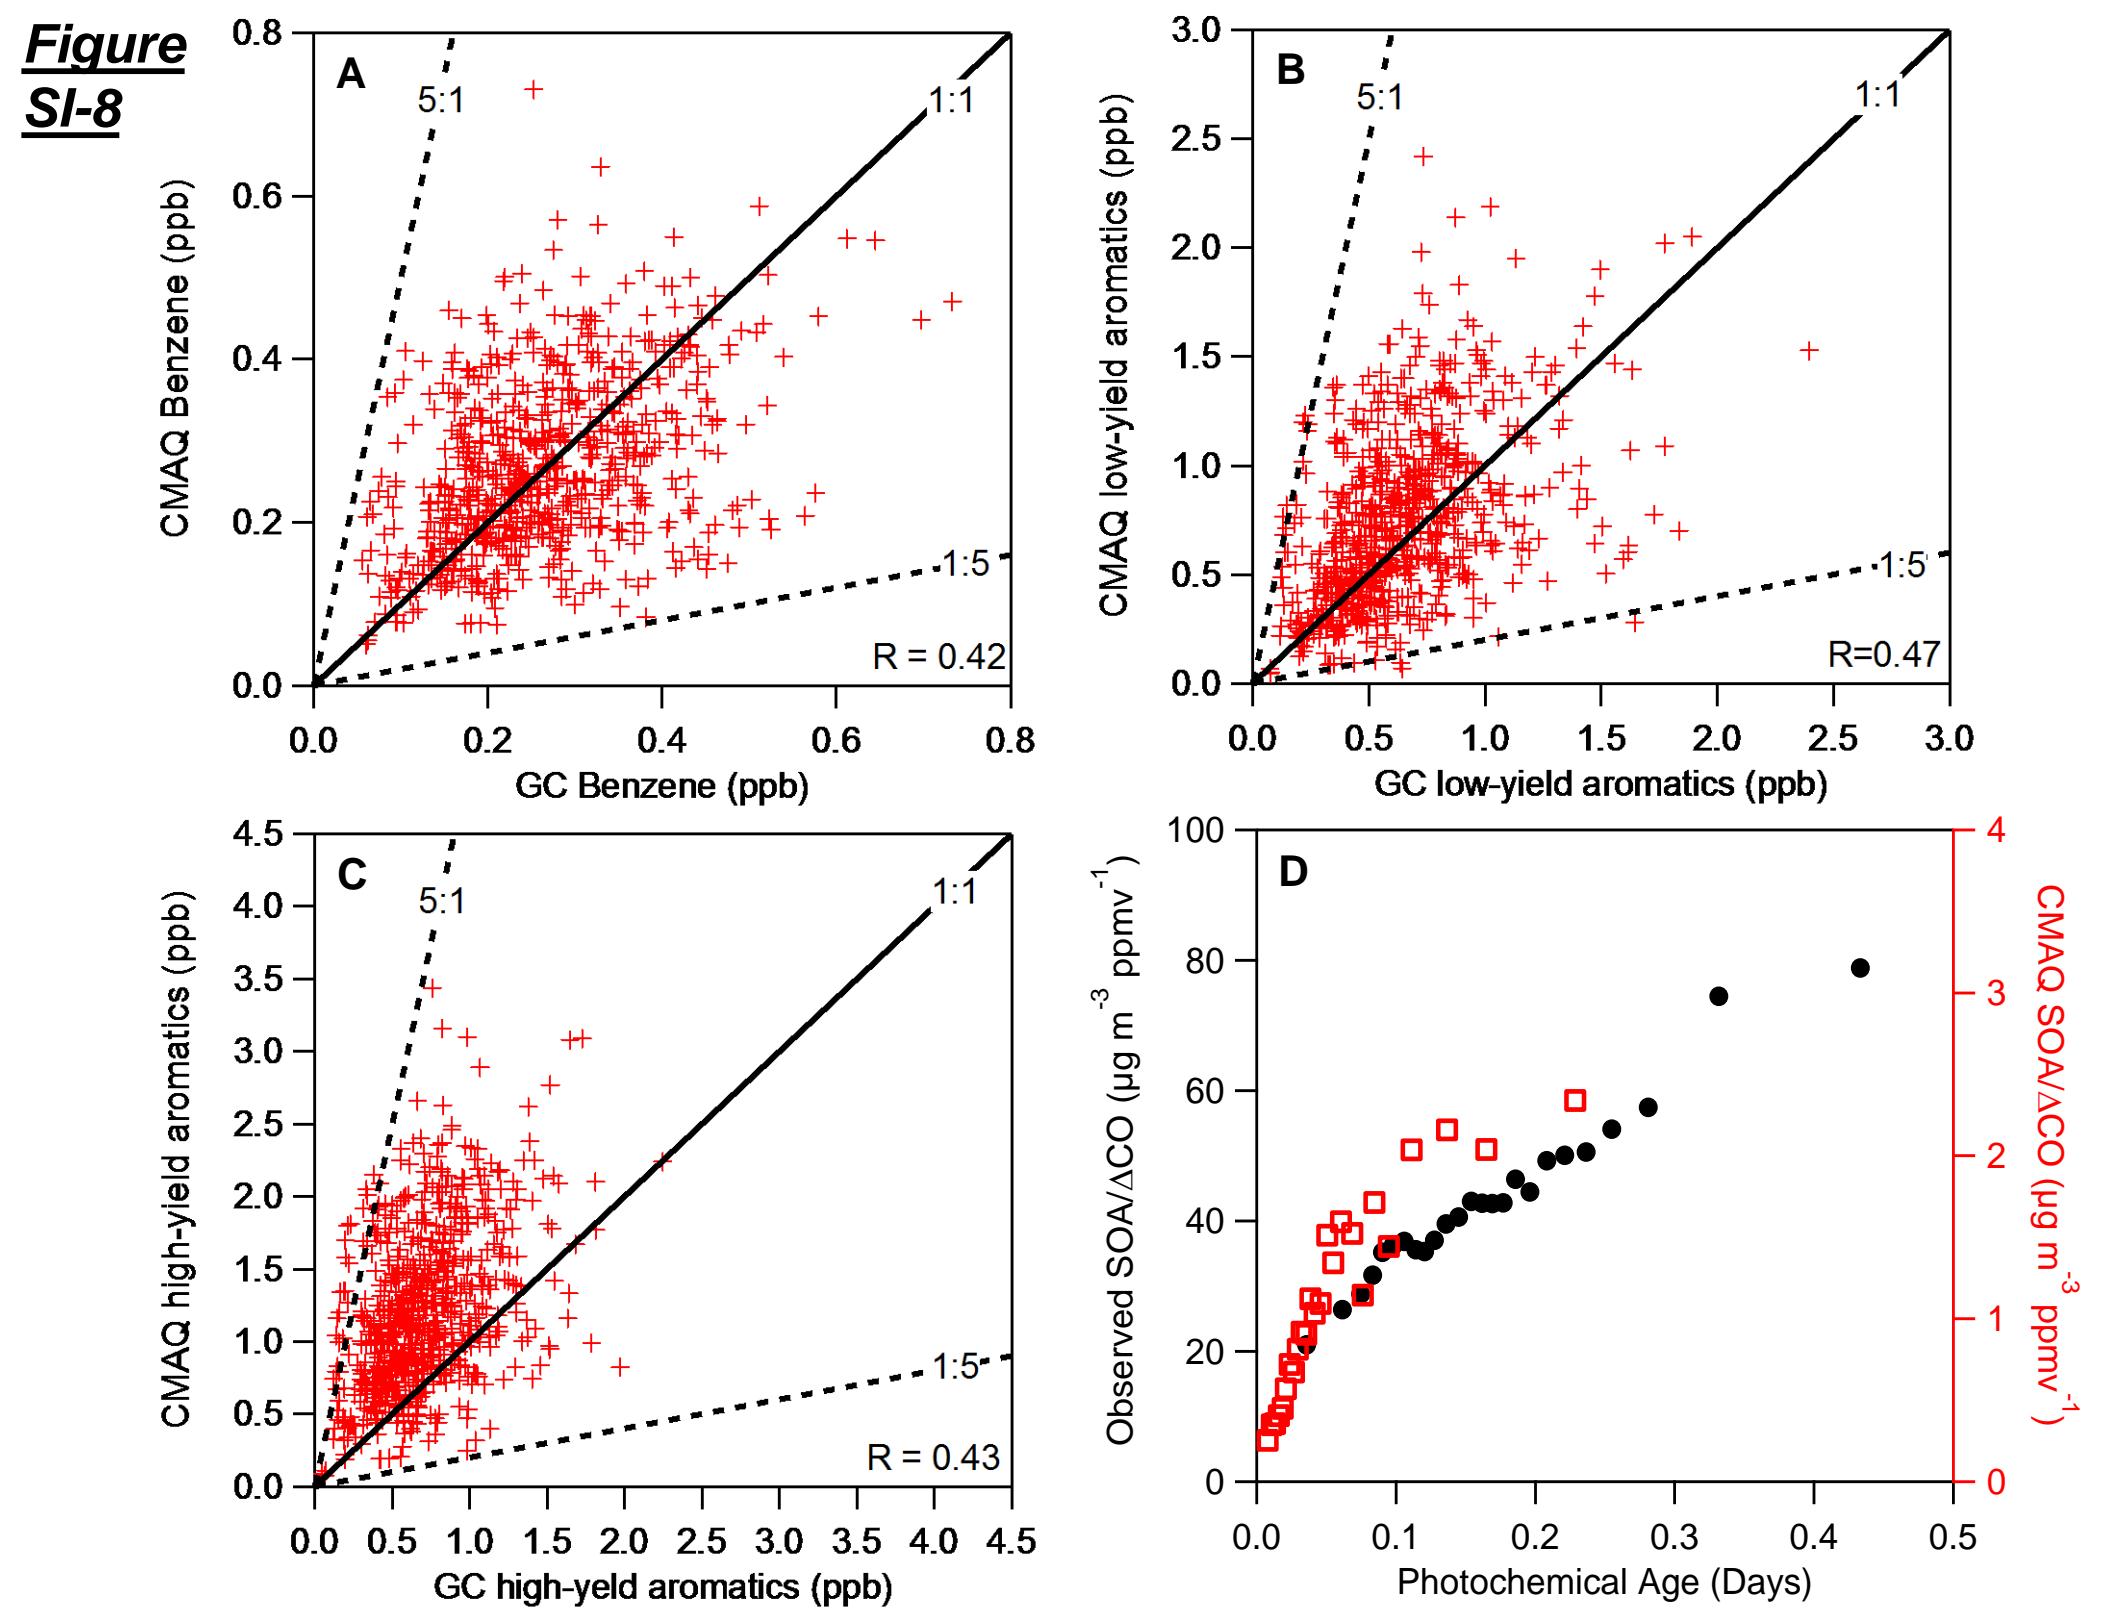 Figure
SI-8
A
5:1
1:1
1:5
R = 0.42
0.8
0.6
0.4
0.2
0.0
0.0 0.2 0.4 0.6 0.8
CMAQ Benzene (ppb)
GC Benzene (ppb)
B
5:1
1:1
1:5
R=0.47
3.0
2.5
2.0
1.5
1.0
0.5
0.0
0.0 0.5 1.0 1.5 2.0 2.5 3.0
CMAQ low-yield aromatics (ppb)
GC low-yield aromatics (ppb)
C
5:1
1:1
1:5
R = 0.43
4.5
4.0
3.5
3.0
2.5
2.0
1.5
1.0
0.5
0.0
0.0 0.5 1.0 1.5 2.0 2.5 3.0 3.5 4.0 4.5
CMAQ high-yield aromatics (ppb)
GC high-yeld aromatics (ppb)
D
100
80
60
40
20
0
4
3
2
1
0
0.0 0.1 0.2 0.3 0.4 0.5
Observed SOA/ΔCO (µg m⁻³ ppmv⁻¹)
CMAQ SOA/ΔCO (µg m⁻³ ppmv⁻¹)
Photochemical Age (Days)